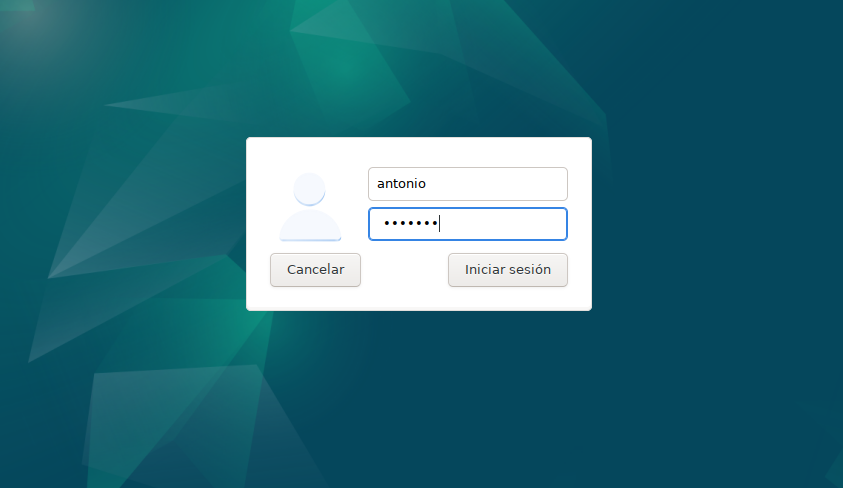 antonio
•••••••
Cancelar
Iniciar sesión